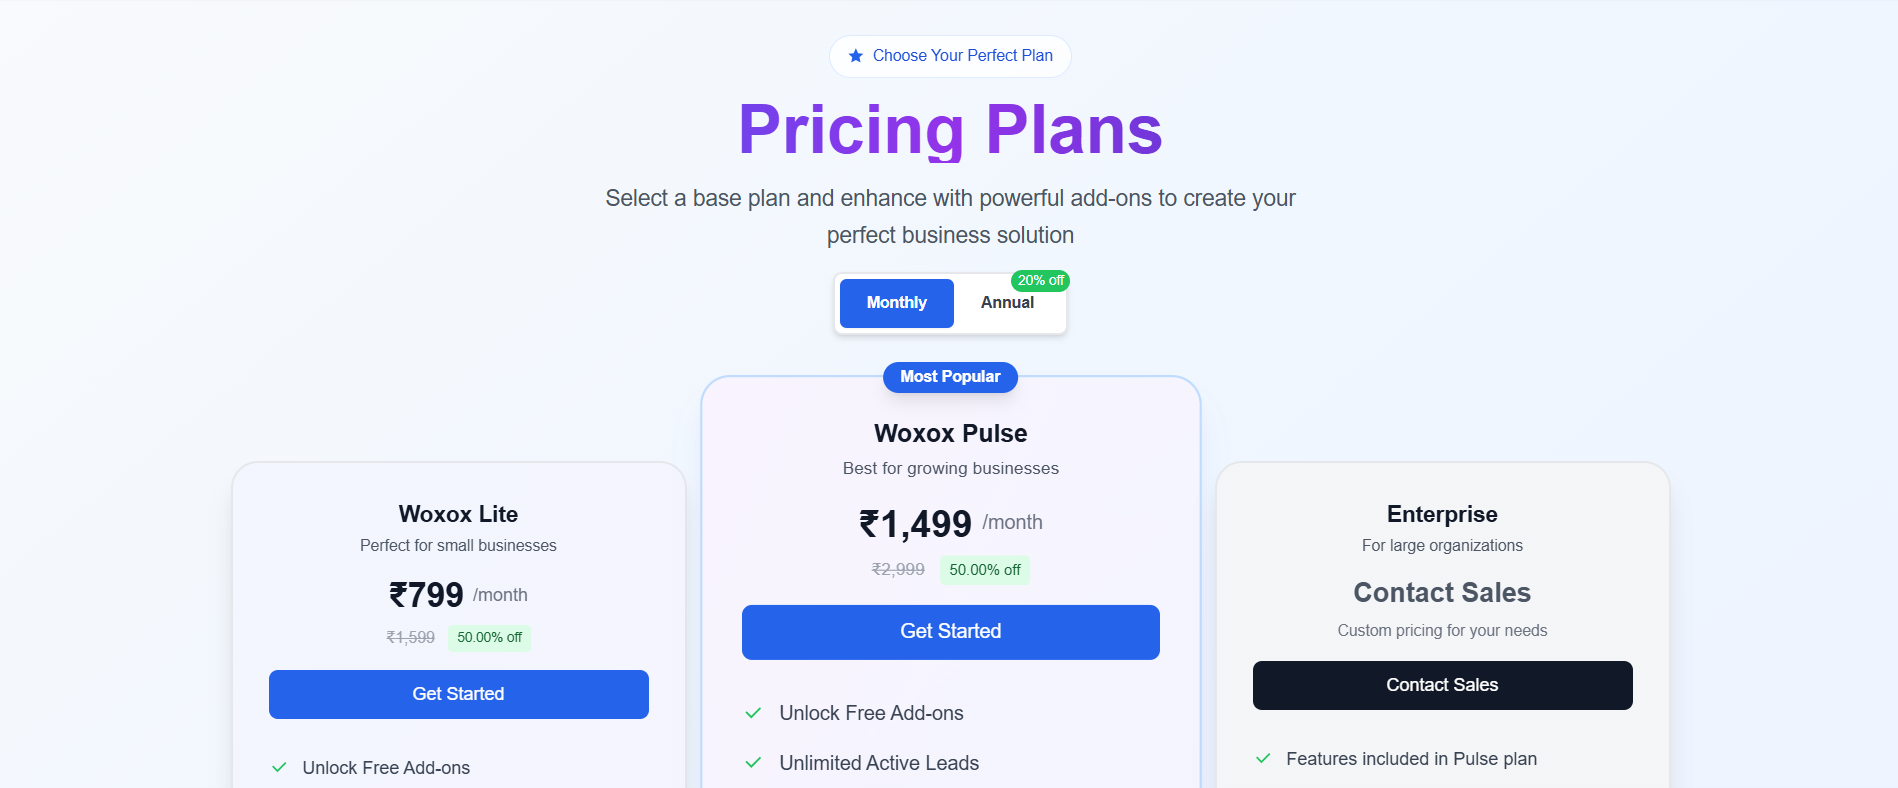 Choose Your Perfect Plan
Pricing Plans
Select a base plan and enhance with powerful add-ons to create your
perfect business solution
Monthly
Annual
20% off
Woxox Lite
Perfect for small businesses
₹799 /month
₹1,599 50.00% off
Get Started
Unlock Free Add-ons
Most Popular
Woxox Pulse
Best for growing businesses
₹1,499 /month
₹2,999 50.00% off
Get Started
Unlock Free Add-ons
Unlimited Active Leads
Enterprise
For large organizations
Contact Sales
Custom pricing for your needs
Contact Sales
Features included in Pulse plan